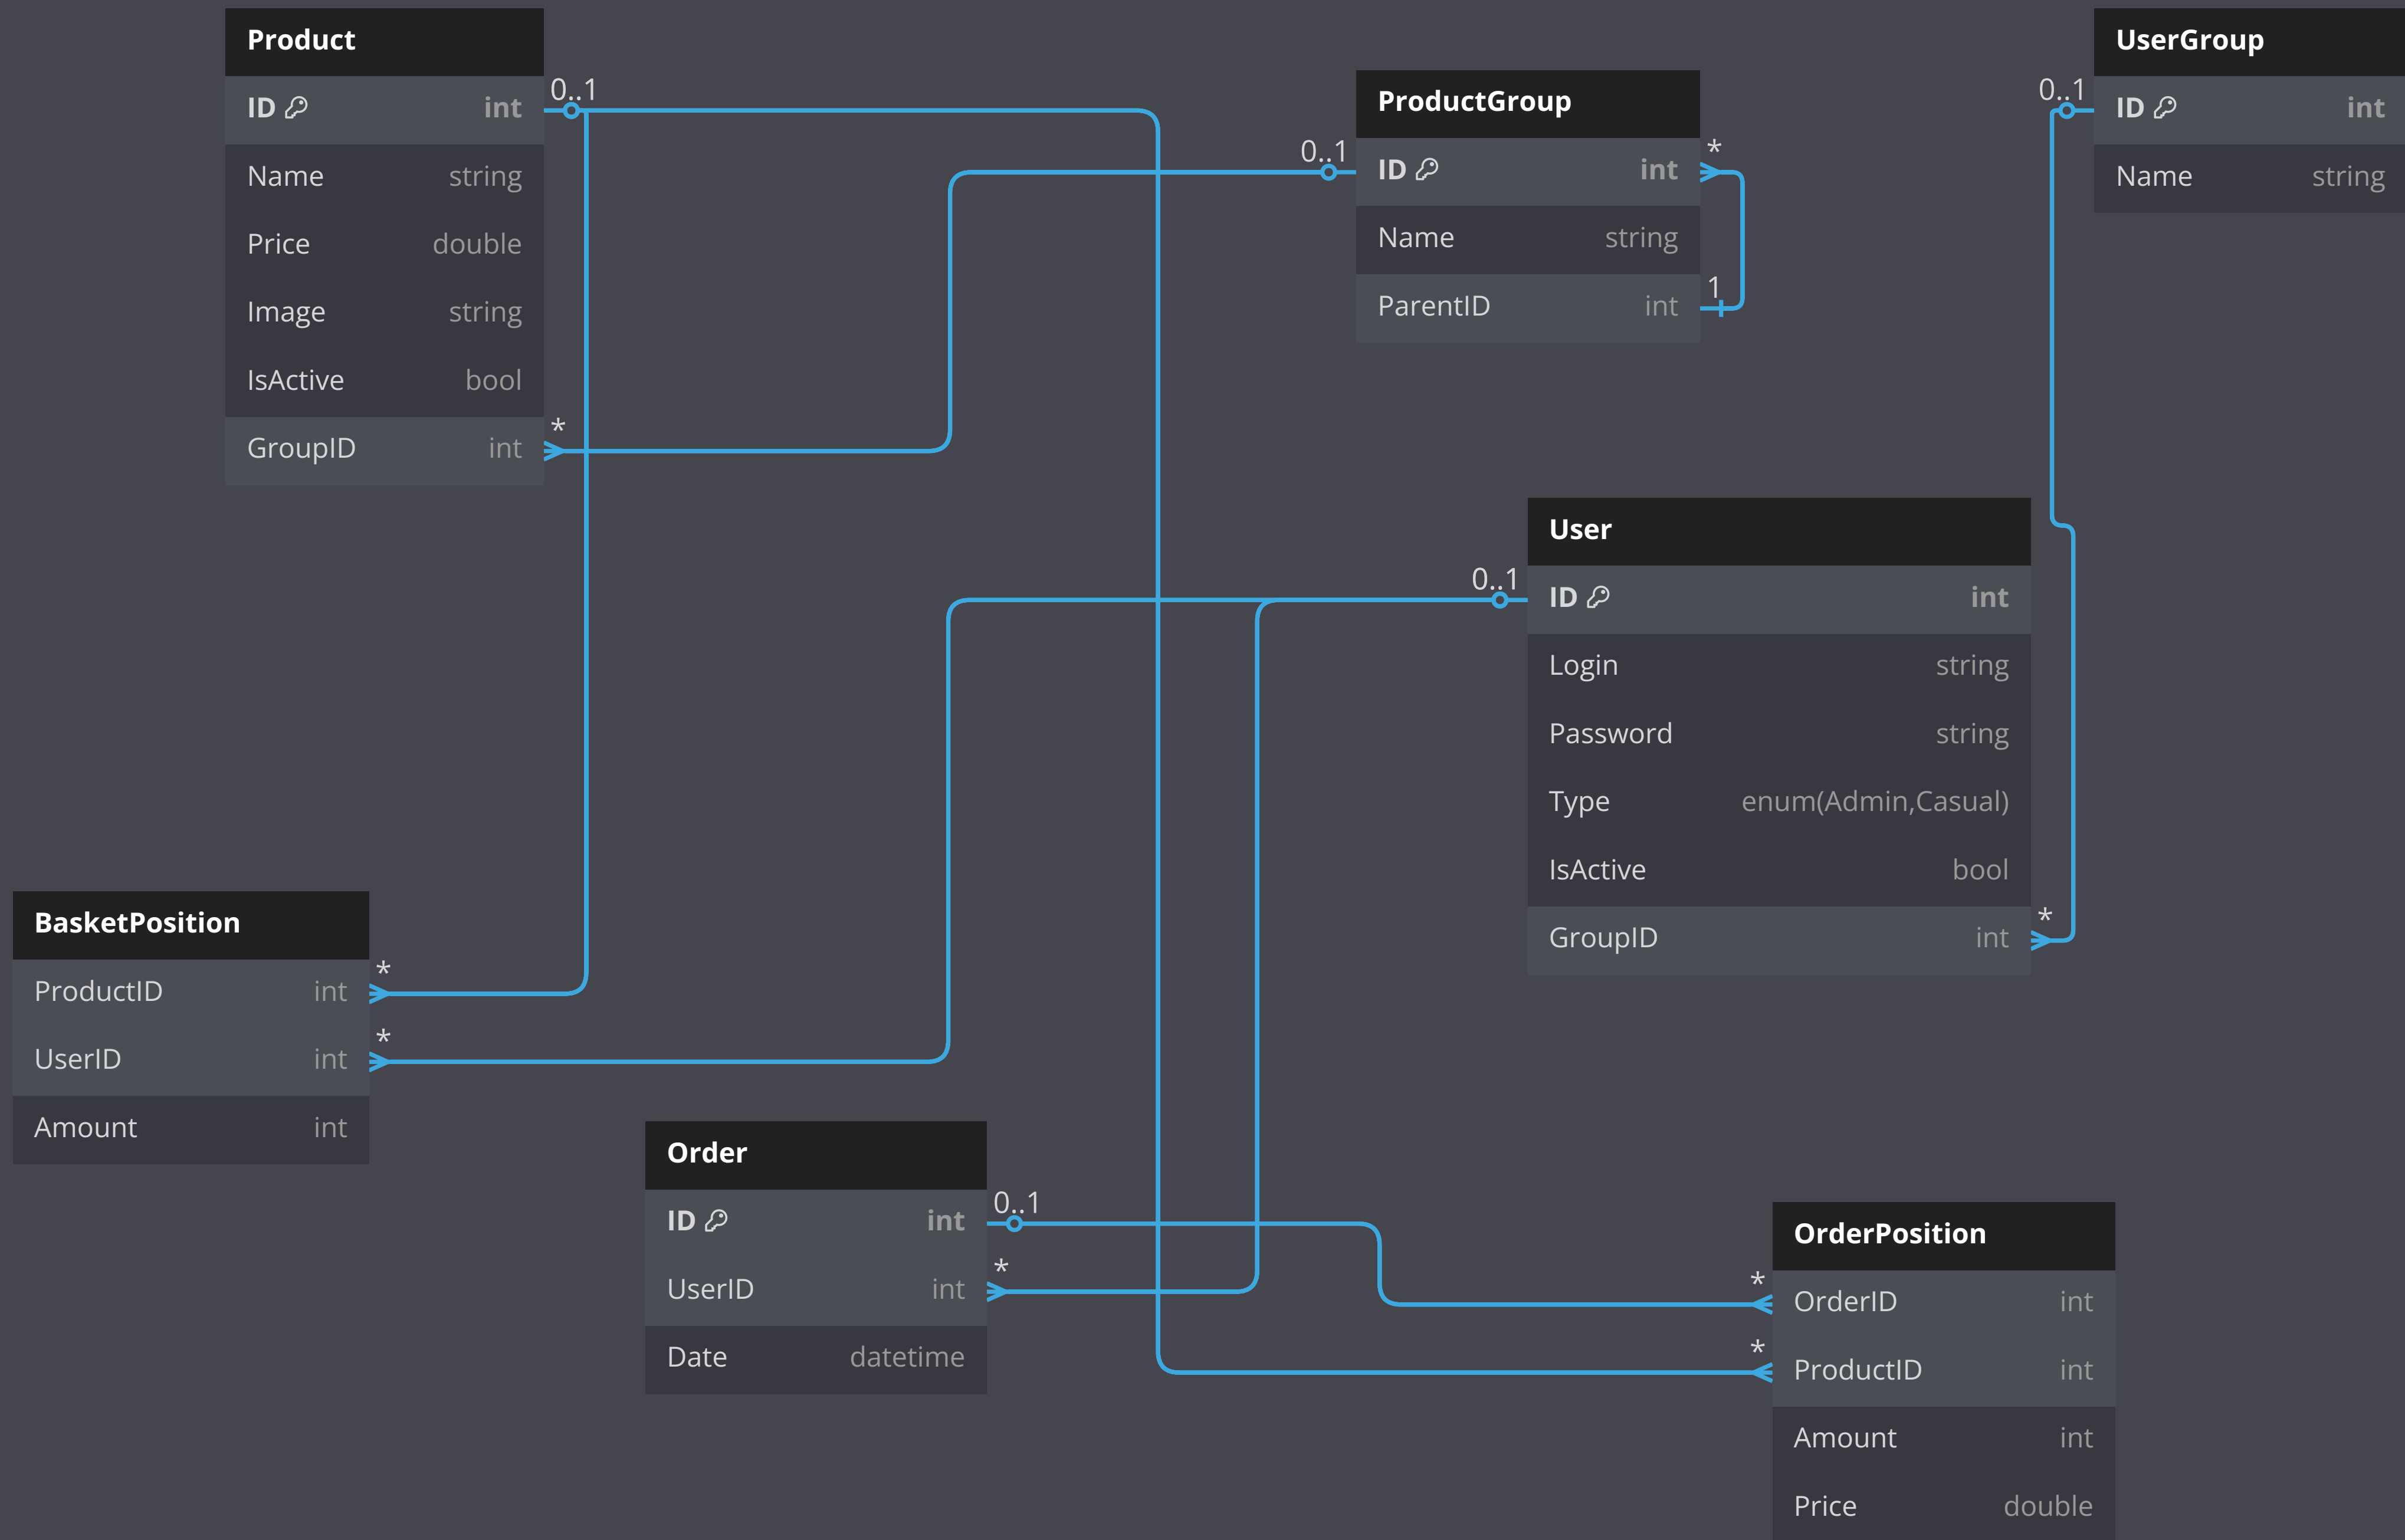 Product
ID int
Name string
Price double
Image string
IsActive bool
GroupID int
0..1
*
ProductGroup
ID int
Name string
ParentID int
0..1
*
1
UserGroup
ID int
Name string
0..1
User
ID int
Login string
Password string
Type enum(Admin,Casual)
IsActive bool
GroupID int
0..1
*
BasketPosition
ProductID int
UserID int
Amount int
*
*
Order
ID int
UserID int
Date datetime
0..1
*
OrderPosition
OrderID int
ProductID int
Amount int
Price double
*
*